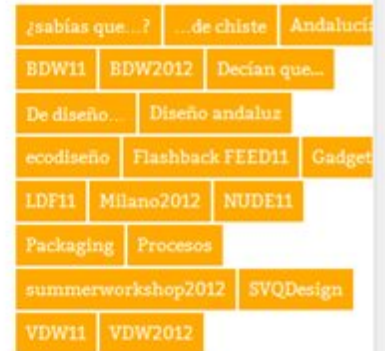 ¿sabías que...? ...de chiste Andalucía
BDW11 BDW2012 Decían que...
De diseño... Diseño andaluz
ecodiseño Flashback FEED11 Gadget
LDF11 Milano2012 NUDE11
Packaging Procesos
summerworkshop2012 SVQDesign
VDW11 VDW2012